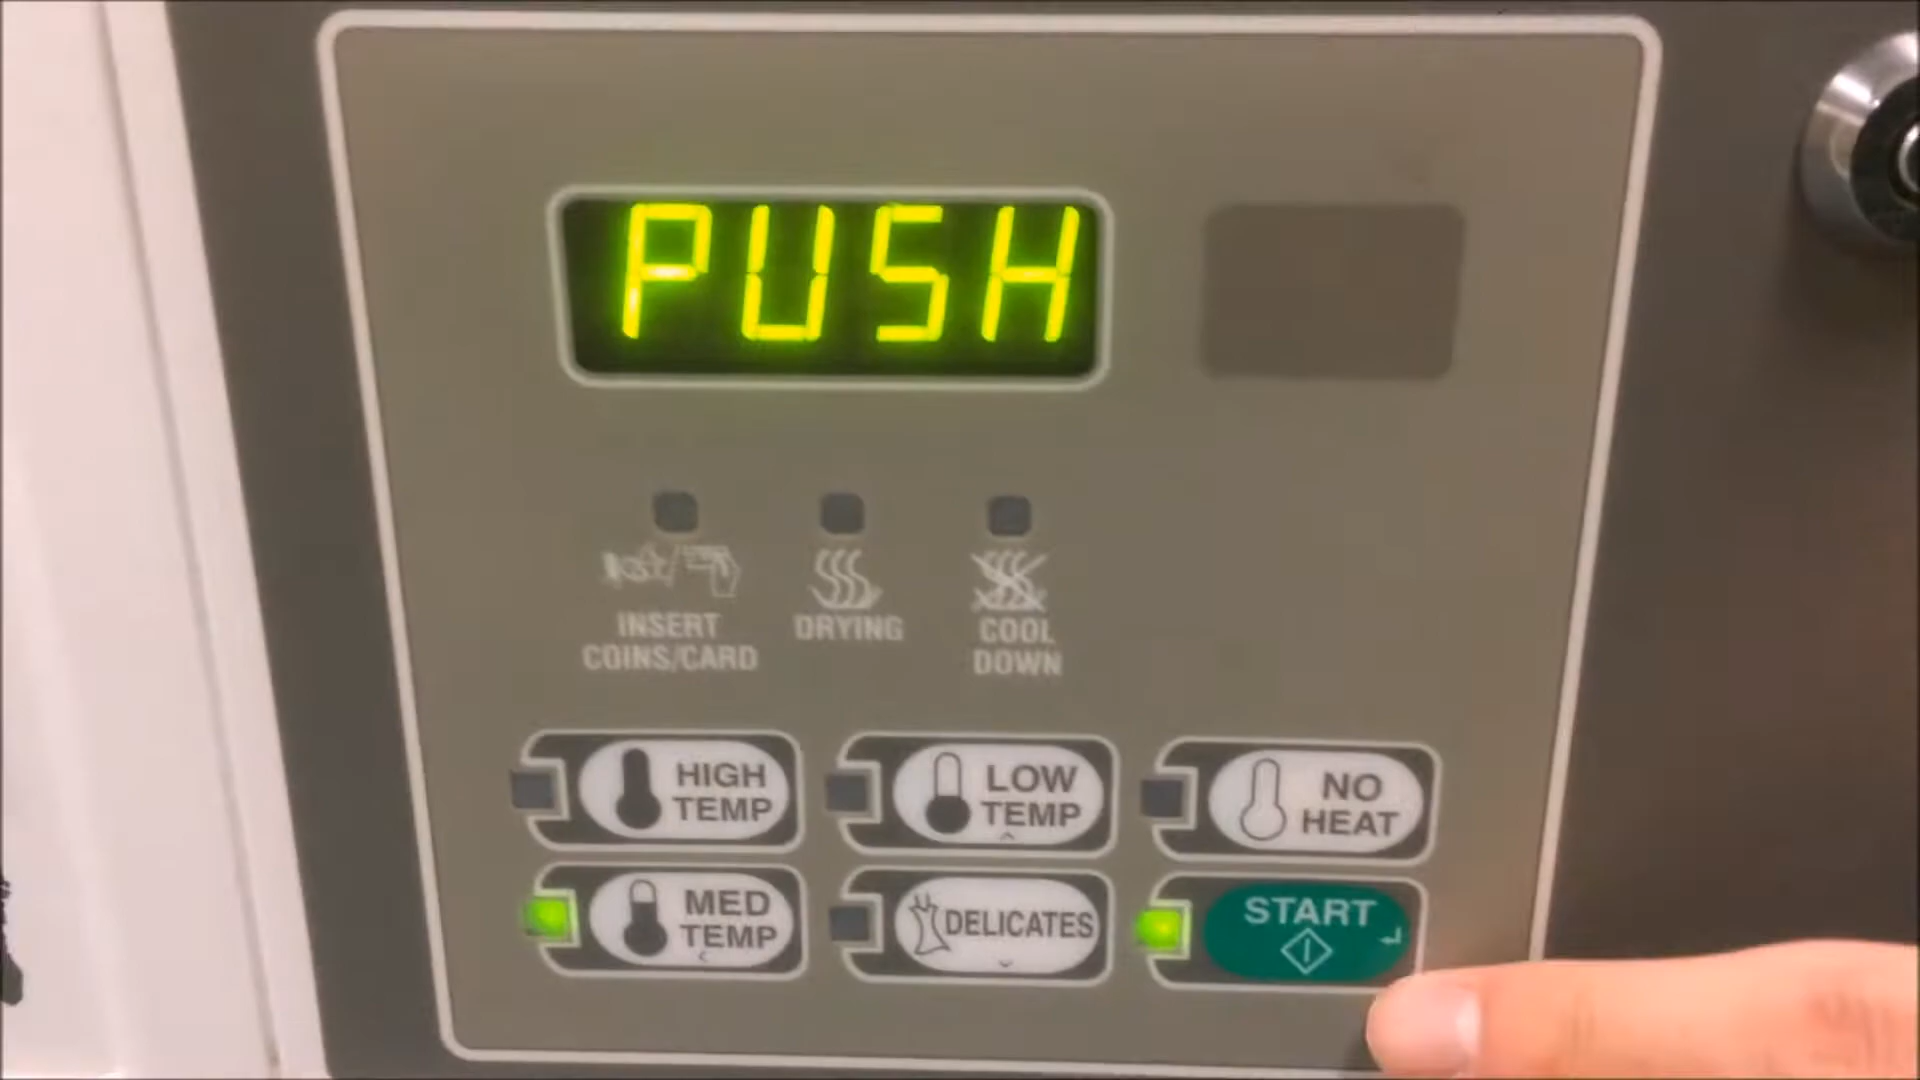 PUSH
INSERT
COINS/CARD
DRYING
COOL
DOWN
HIGH
TEMP
LOW
TEMP
NO
HEAT
MED
TEMP
DELICATES
START